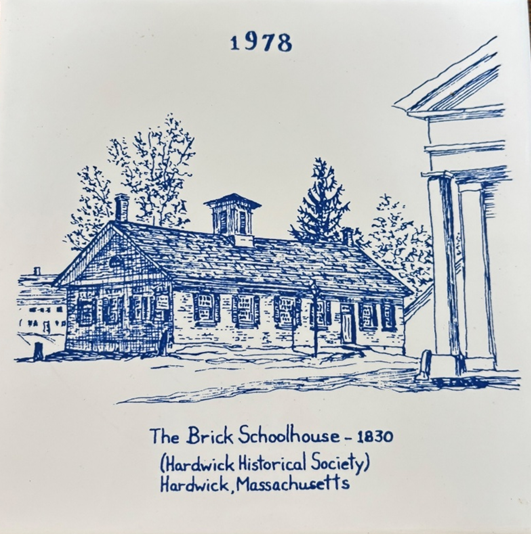 1978
The Brick Schoolhouse - 1830
(Hardwick Historical Society)
Hardwick, Massachusetts